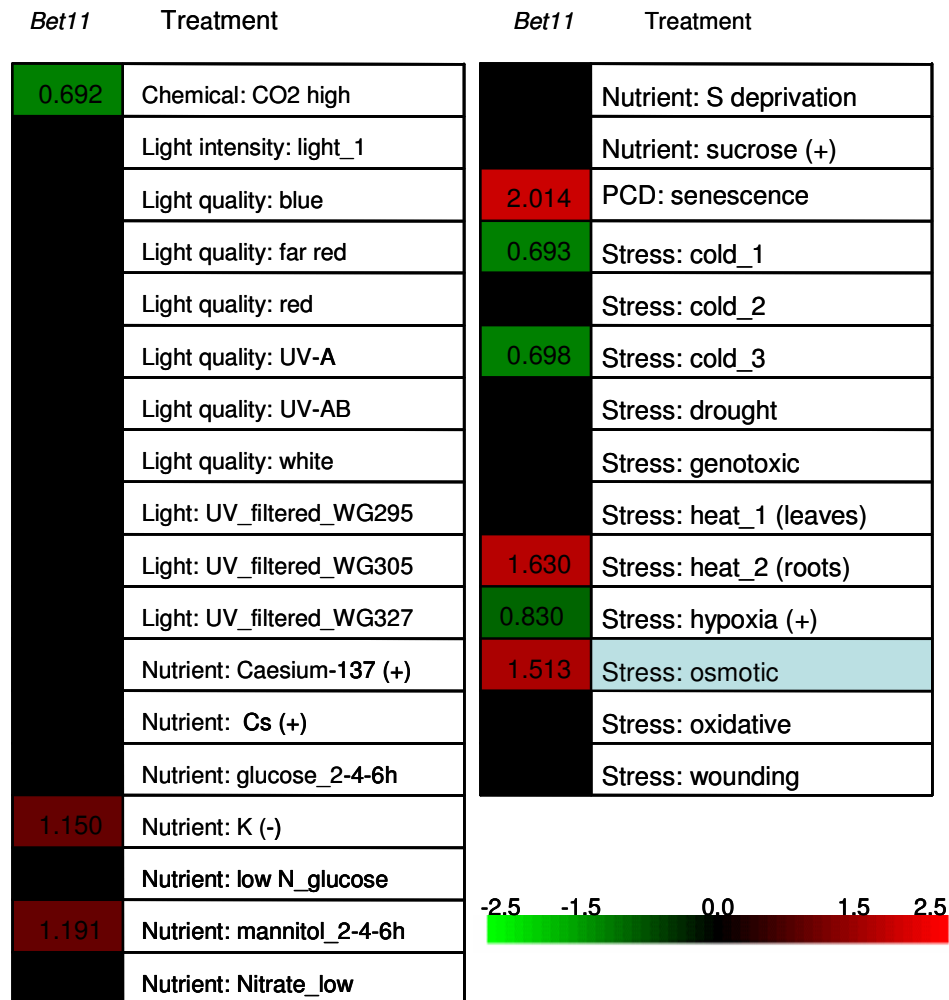 Bet11 Treatment
0.692 Chemical: CO2 high
Light intensity: light_1
Light quality: blue
Light quality: far red
Light quality: red
Light quality: UV-A
Light quality: UV-AB
Light quality: white
Light: UV_filtered_WG295
Light: UV_filtered_WG305
Light: UV_filtered_WG327
Nutrient: Caesium-137 (+)
Nutrient: Cs (+)
Nutrient: glucose_2-4-6h
1.150 Nutrient: K (-)
Nutrient: low N_glucose
1.191 Nutrient: mannitol_2-4-6h
Nutrient: Nitrate_low
Bet11 Treatment
Nutrient: S deprivation
Nutrient: sucrose (+)
2.014 PCD: senescence
0.693 Stress: cold_1
Stress: cold_2
0.698 Stress: cold_3
Stress: drought
Stress: genotoxic
Stress: heat_1 (leaves)
1.630 Stress: heat_2 (roots)
0.830 Stress: hypoxia (+)
1.513 Stress: osmotic
Stress: oxidative
Stress: wounding
-2.5 -1.5 0.0 1.5 2.5